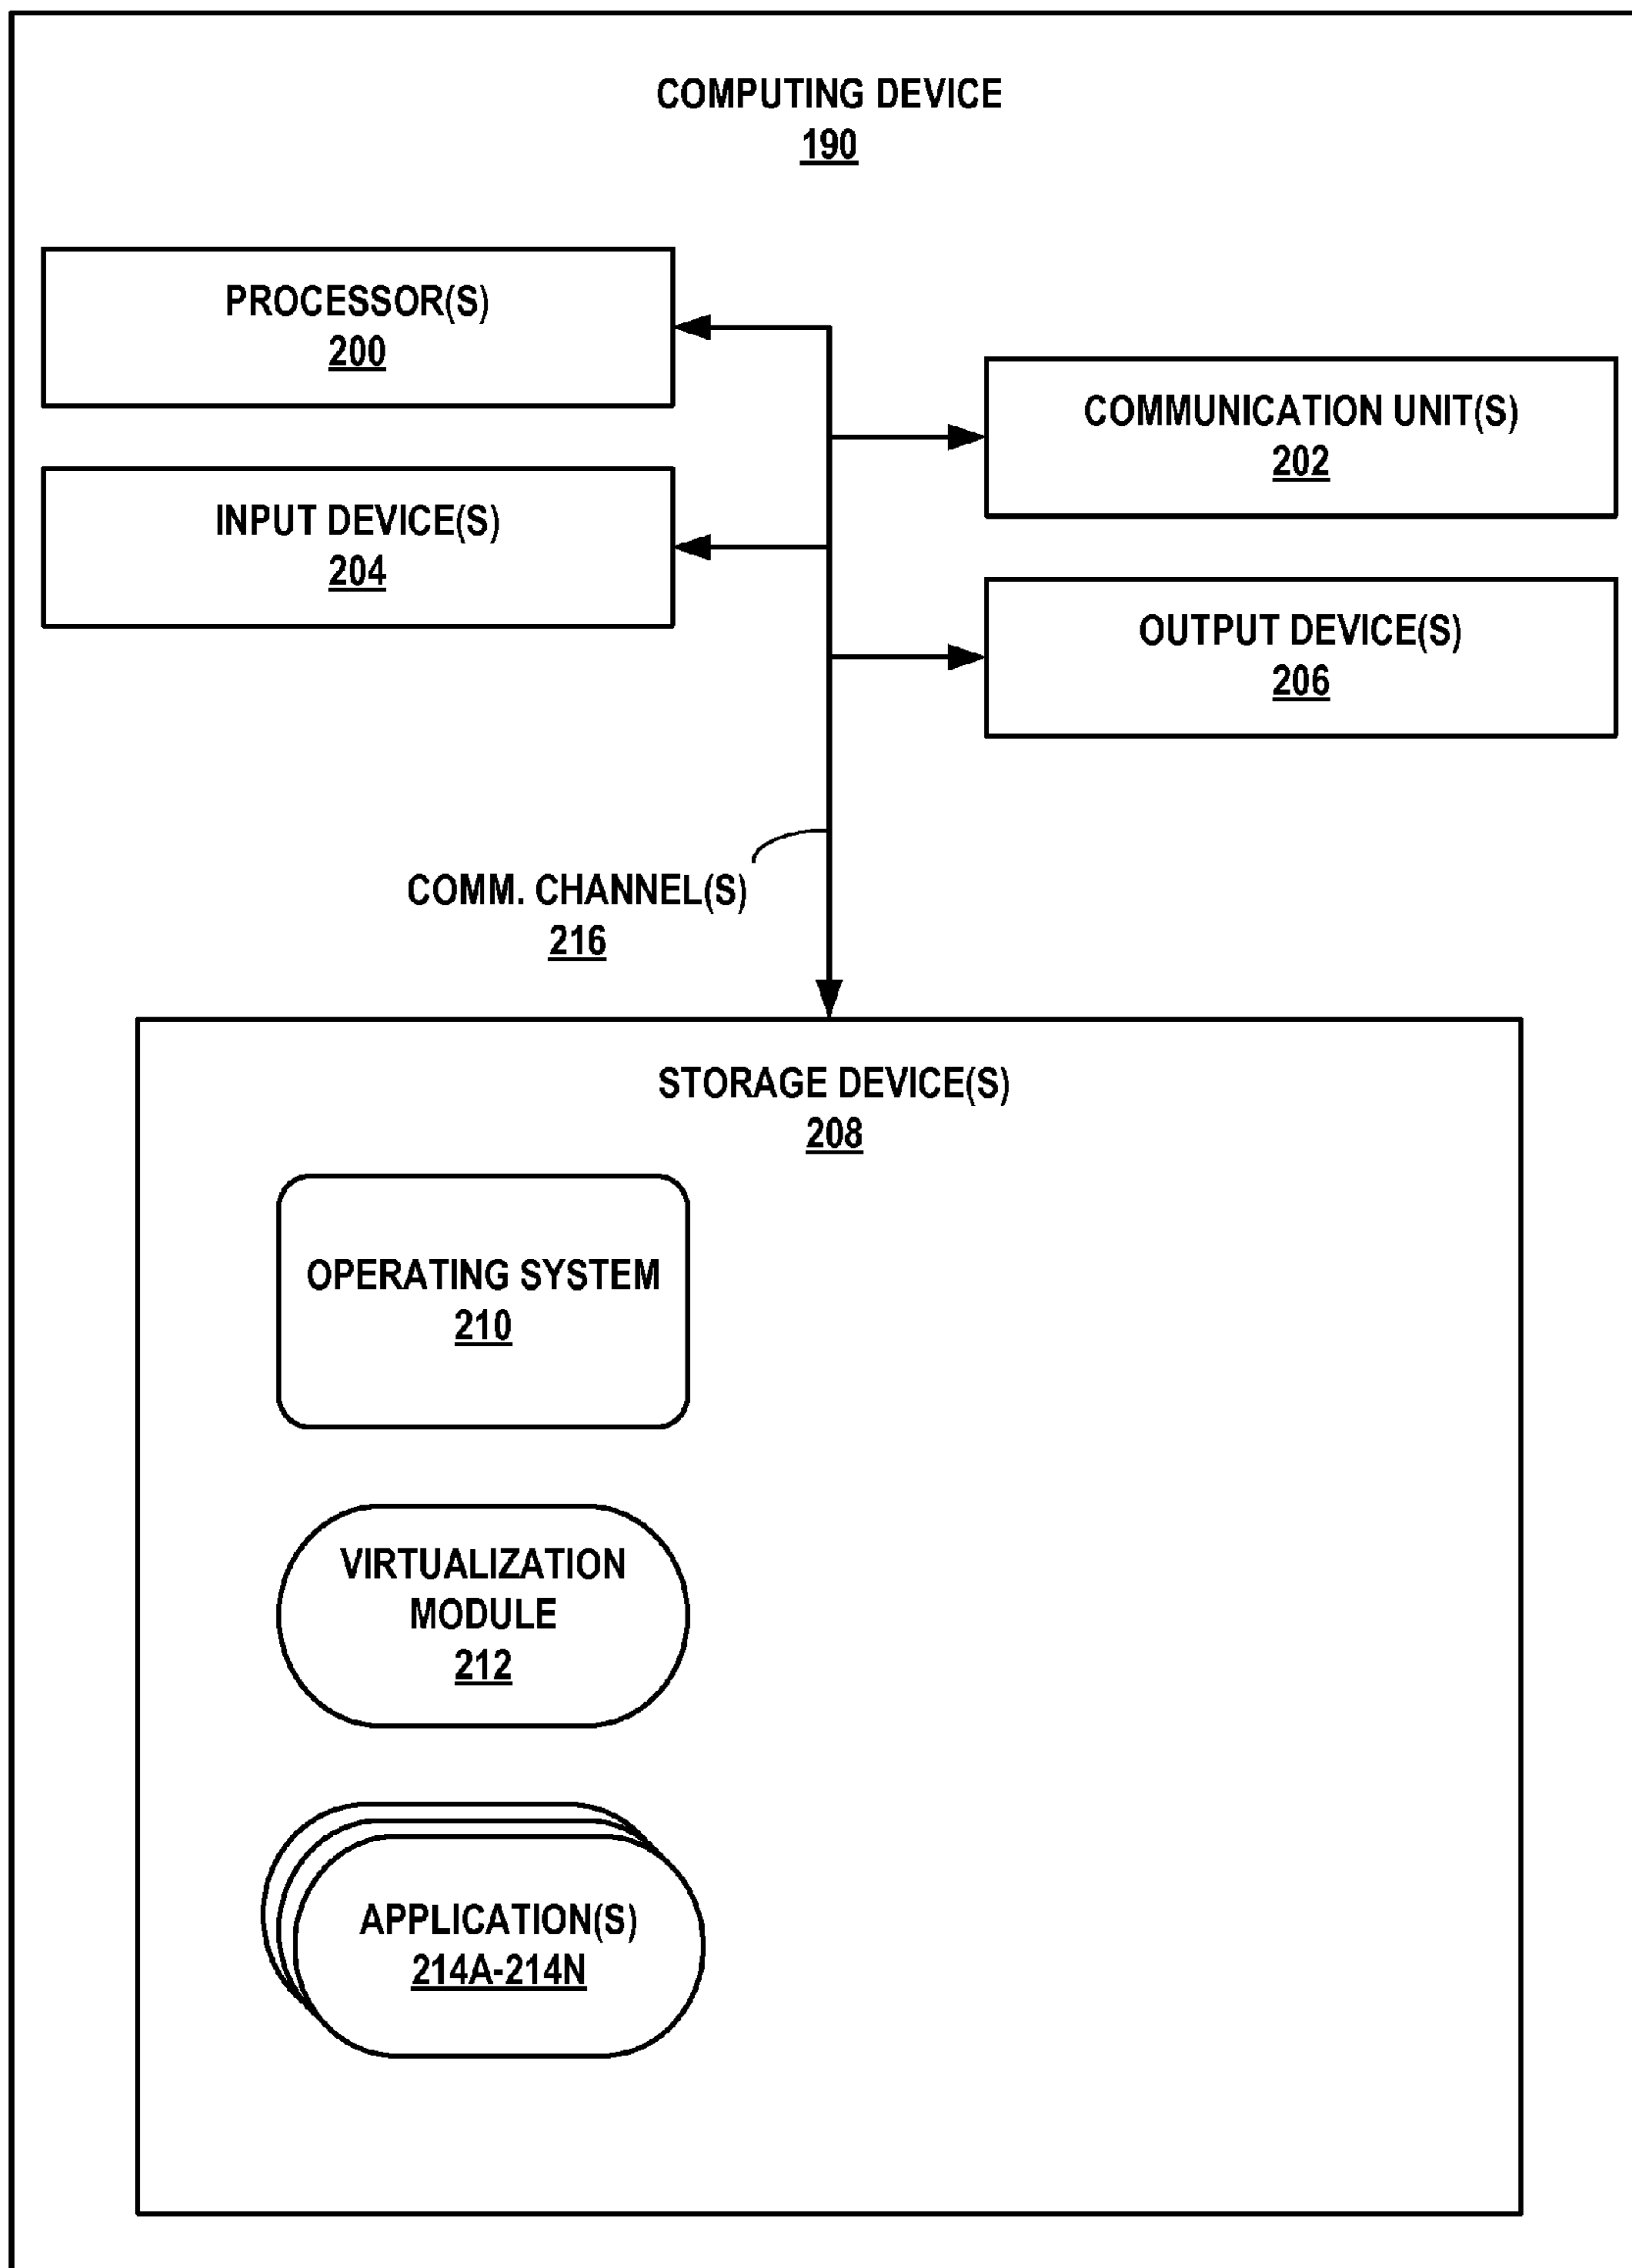 COMPUTING DEVICE
190
PROCESSOR(S)
200
COMMUNICATION UNIT(S)
202
INPUT DEVICE(S)
204
OUTPUT DEVICE(S)
206
COMM. CHANNEL(S)
216
STORAGE DEVICE(S)
208
OPERATING SYSTEM
210
VIRTUALIZATION
MODULE
212
APPLICATION(S)
214A-214N